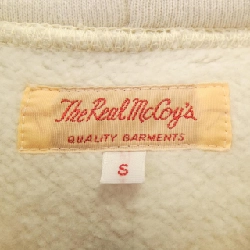 The Real McCoy's
QUALITY GARMENTS
S